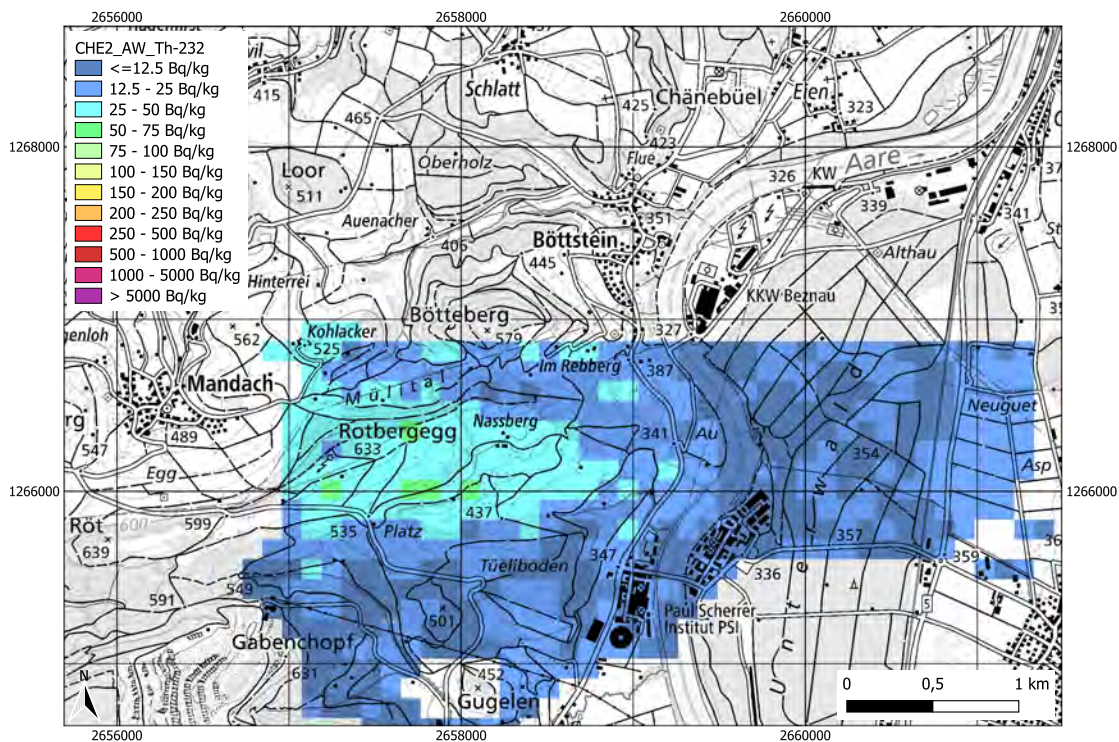 2656000 2658000 2660000
CHE2_AW_Th-232
<=12.5 Bq/kg
12.5 - 25 Bq/kg
25 - 50 Bq/kg
50 - 75 Bq/kg
75 - 100 Bq/kg
100 - 150 Bq/kg
150 - 200 Bq/kg
200 - 250 Bq/kg
250 - 500 Bq/kg
500 - 1000 Bq/kg
1000 - 5000 Bq/kg
> 5000 Bq/kg
415
465
Schlatt
425
Chänebüel
Eien
323
423
1268000 1268000
Flue
Oberholz
Aare
Loor
511
326
KW
339
341
351
Auenacher
406
Böttstein
445
Althau
Hinterrei
KKW Beznau
Bötteberg
579
327
562
Kohlacker
525
Im Rebberg
387
Mandach
Mülital
Nassberg
Neuguet
489
547
Rotbergegg
633
341
Au
354
Egg
Asp
1266000 1266000
Röt
600
599
639
535
Platz
437
357
Unterwald
347
336
359
Tüeliboden
549
591
501
Paul Scherrer
Institut PSI
5
Gabenchopf
631
452
Gugelen
N
0 0,5 1 km
2656000 2658000 2660000